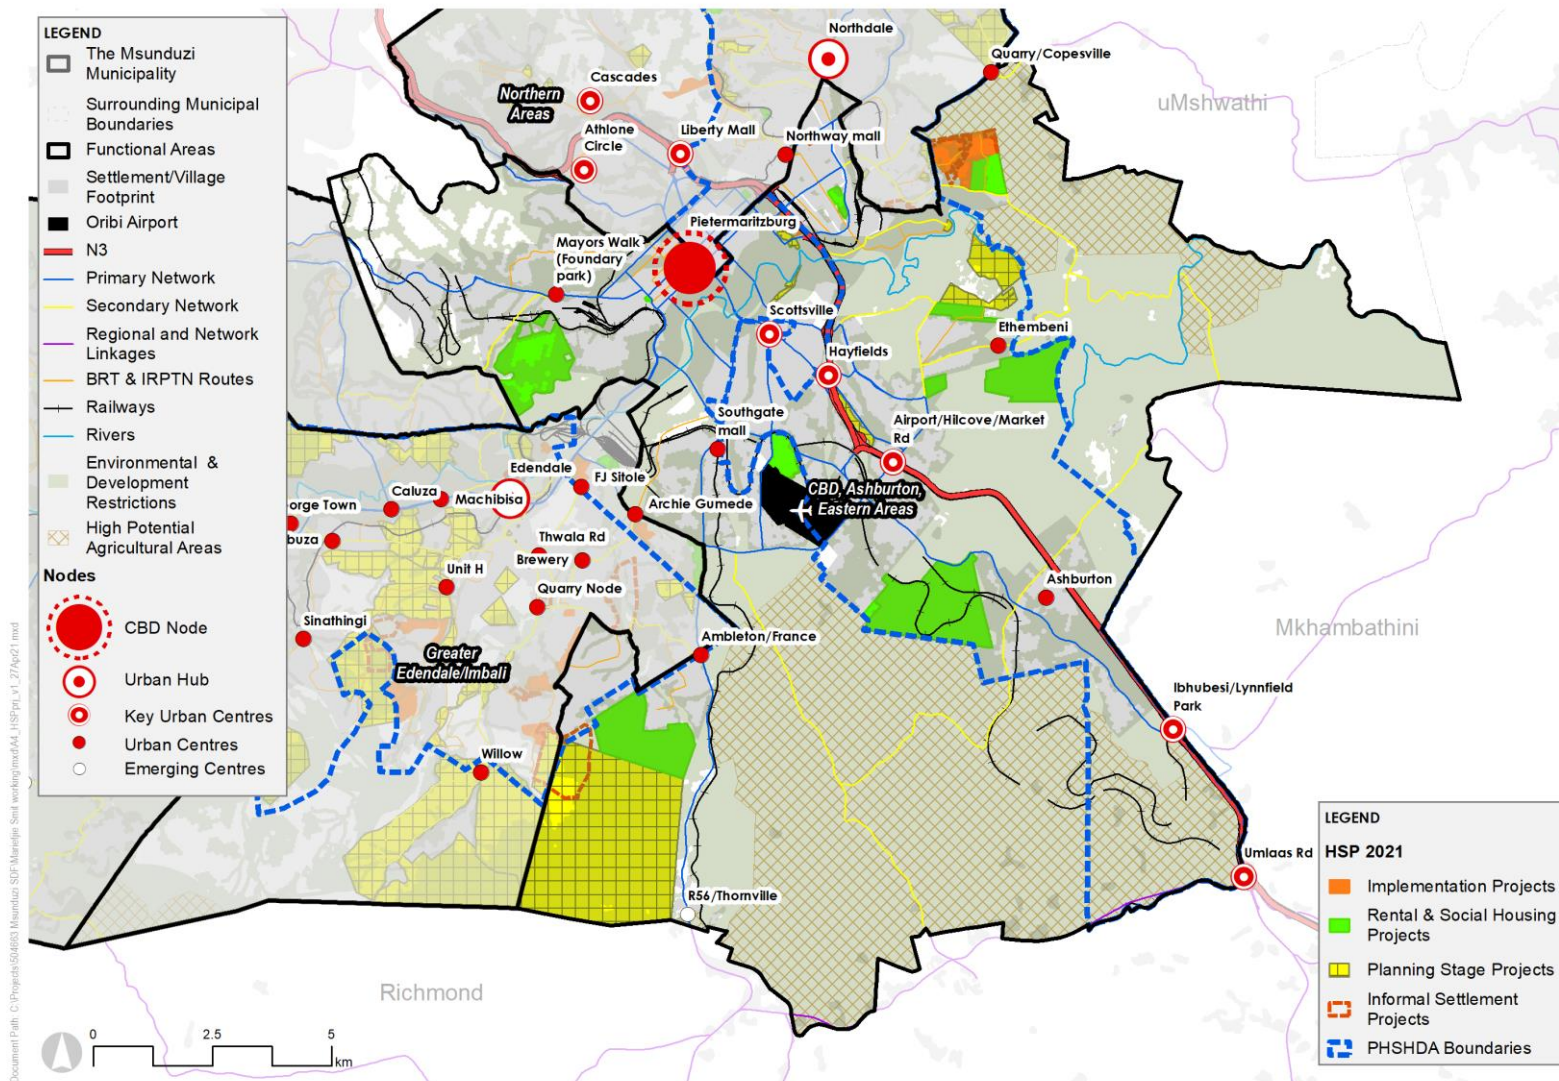 LEGEND
The Msunduzi
Municipality
Surrounding Municipal
Boundaries
Functional Areas
Settlement/Village
Footprint
Oribi Airport
N3
Primary Network
Secondary Network
Regional and Network
Linkages
BRT & IRPTN Routes
Railways
Rivers
Environmental &
Development
Restrictions
High Potential
Agricultural Areas
Nodes
CBD Node
Urban Hub
Key Urban Centres
Urban Centres
Emerging Centres
Northdale
Quarry/Copesville
Cascades
Northern
Areas
uMshwathi
Athlone
Circle
Liberty Mall
Northway mall
Pietermaritzburg
Mayors Walk
(Foundary
park)
Scottsville
Ethembeni
Hayfields
Southgate
mall
Airport/Hilcove/Market
Rd
Edendale
FJ Sitole
Caluza
Machibisa
Archie Gumede
CBD, Ashburton,
Eastern Areas
orge Town
buza
Thwala Rd
Brewery
Unit H
Quarry Node
Ashburton
Sinathingi
Ambleton/France
Mkhambathini
Greater
Edendale/Imbali
Ibhubesi/Lynnfield
Park
Willow
Umlaas Rd
R56/Thornville
Richmond
0 2.5 5
km
LEGEND
HSP 2021
Implementation Projects
Rental & Social Housing
Projects
Planning Stage Projects
Informal Settlement
Projects
PHSHDA Boundaries